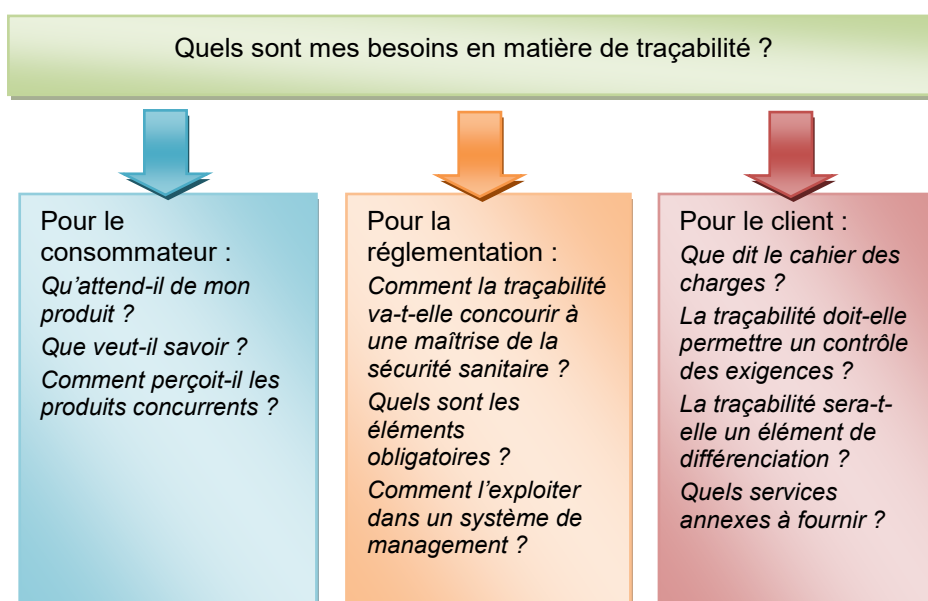 Quels sont mes besoins en matière de traçabilité ?
Pour le
consommateur :
Qu’attend-il de mon
produit ?
Que veut-il savoir ?
Comment perçoit-il les
produits concurrents ?
Pour la
réglementation :
Comment la traçabilité
va-t-elle concourir à
une maîtrise de la
sécurité sanitaire ?
Quels sont les
éléments
obligatoires ?
Comment l’exploiter
dans un système de
management ?
Pour le client :
Que dit le cahier des
charges ?
La traçabilité doit-elle
permettre un contrôle
des exigences ?
La traçabilité sera-t-
elle un élément de
différenciation ?
Quels services
annexes à fournir ?